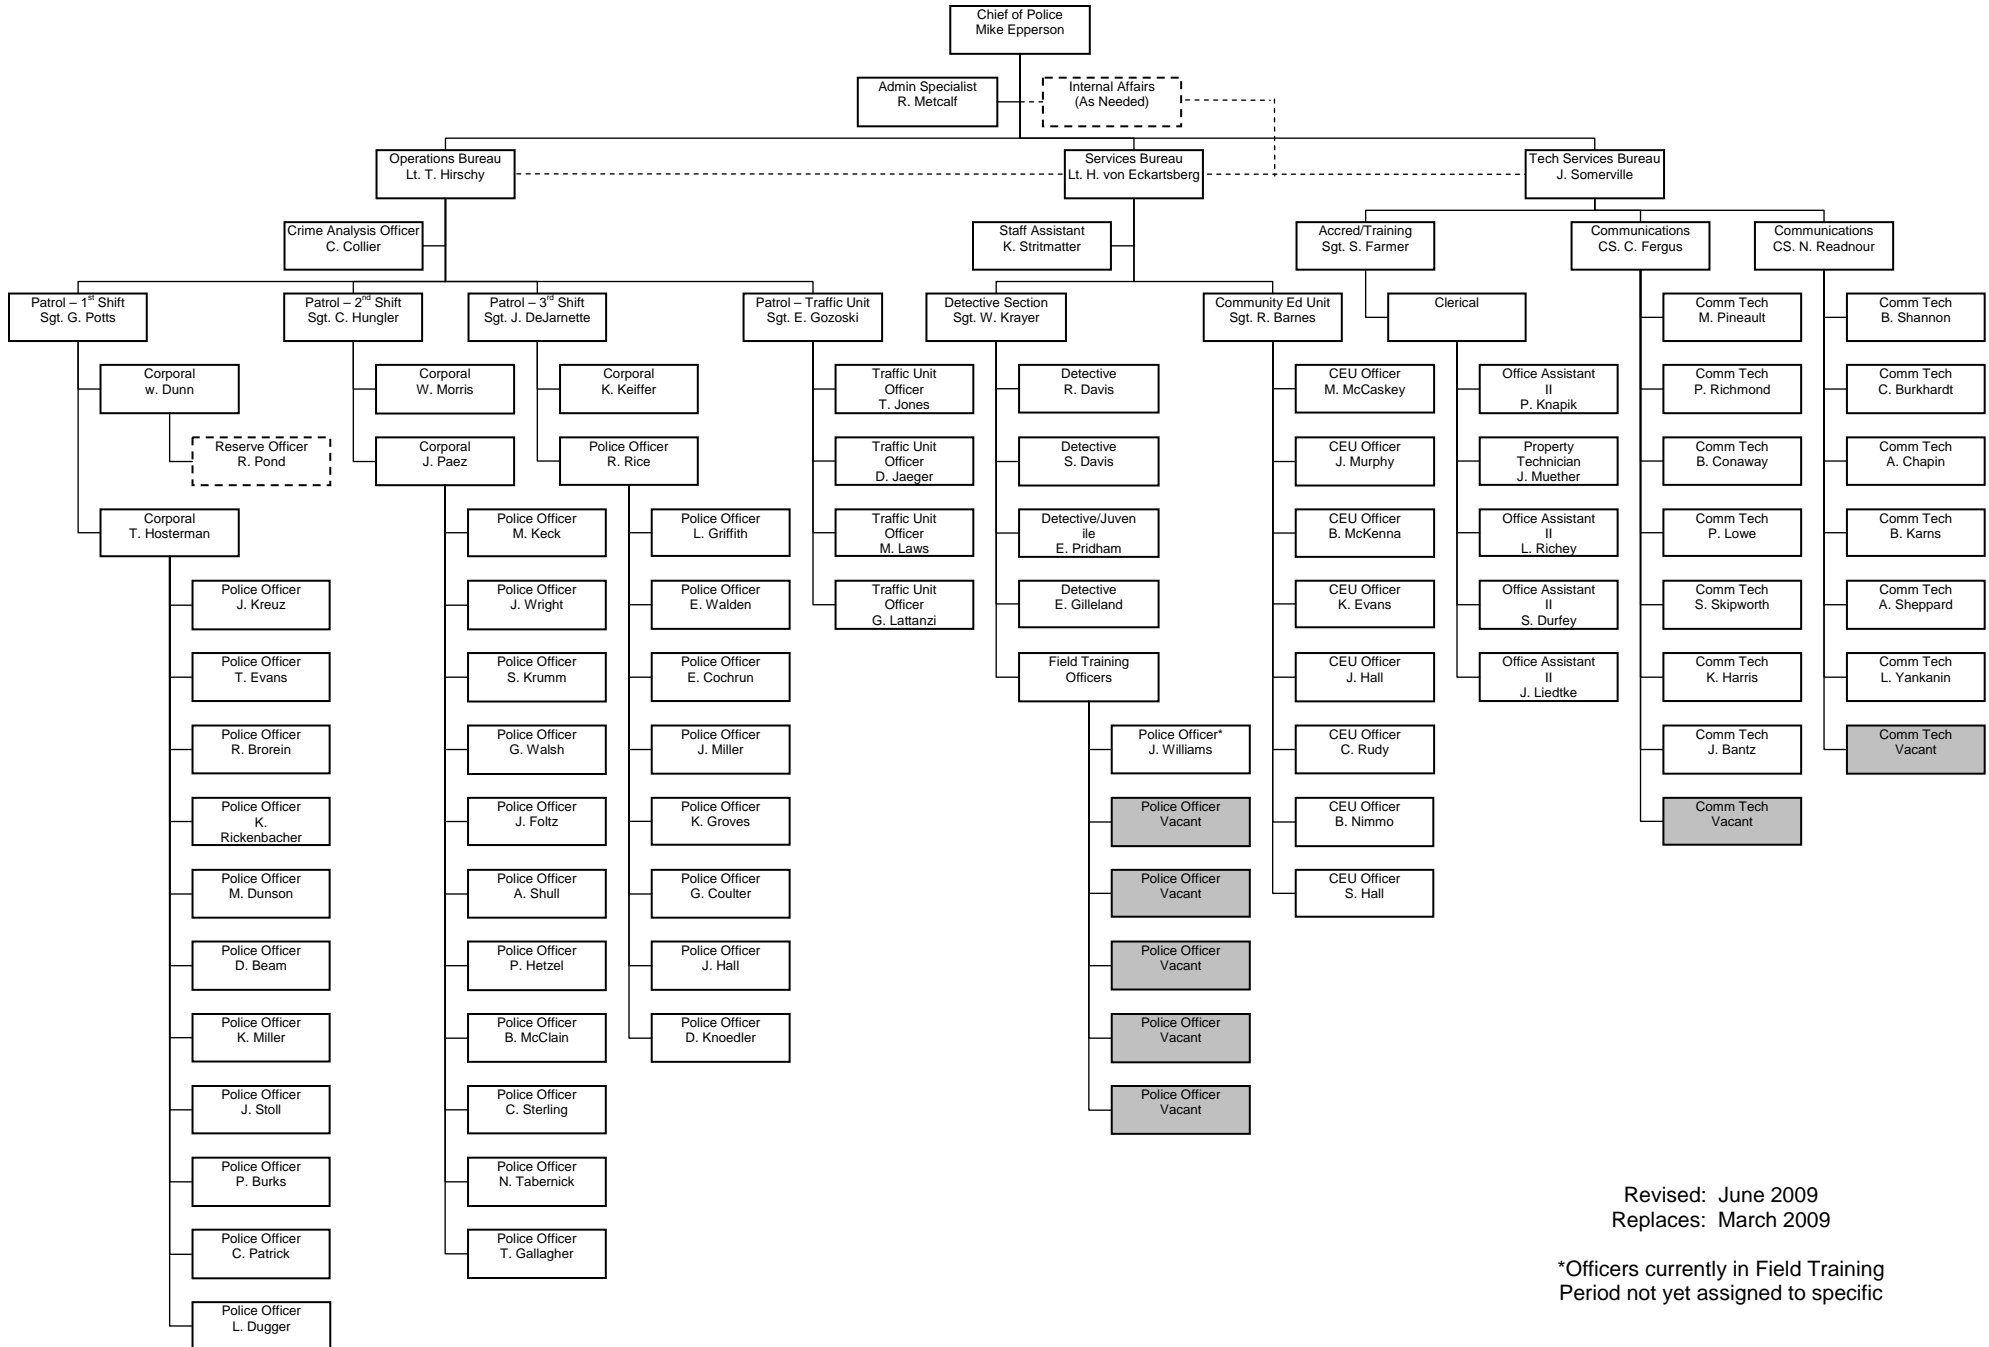 Chief of Police
Mike Epperson
Admin Specialist
R. Metcalf
Internal Affairs
(As Needed)
Operations Bureau
Lt. T. Hirschy
Services Bureau
Lt. H. von Eckartsberg
Tech Services Bureau
J. Somerville
Crime Analysis Officer
C. Collier
Staff Assistant
K. Stritmatter
Accred/Training
Sgt. S. Farmer
Communications
CS. C. Fergus
Communications
CS. N. Readnour
Patrol – 1st Shift
Sgt. G. Potts
Patrol – 2nd Shift
Sgt. C. Hungler
Patrol – 3rd Shift
Sgt. J. DeJarnette
Patrol – Traffic Unit
Sgt. E. Gozoski
Detective Section
Sgt. W. Krayer
Community Ed Unit
Sgt. R. Barnes
Clerical
Comm Tech
M. Pineault
Comm Tech
B. Shannon
Corporal
w. Dunn
Corporal
W. Morris
Corporal
K. Keiffer
Traffic Unit
Officer
T. Jones
Detective
R. Davis
CEU Officer
M. McCaskey
Office Assistant
II
P. Knapik
Comm Tech
P. Richmond
Comm Tech
C. Burkhardt
Reserve Officer
R. Pond
Corporal
J. Paez
Police Officer
R. Rice
Traffic Unit
Officer
D. Jaeger
Detective
S. Davis
CEU Officer
J. Murphy
Property
Technician
J. Muether
Comm Tech
B. Conaway
Comm Tech
A. Chapin
Corporal
T. Hosterman
Police Officer
M. Keck
Police Officer
L. Griffith
Traffic Unit
Officer
M. Laws
Detective/Juven
ile
E. Pridham
CEU Officer
B. McKenna
Office Assistant
II
L. Richey
Comm Tech
P. Lowe
Comm Tech
B. Karns
Police Officer
J. Kreuz
Police Officer
J. Wright
Police Officer
E. Walden
Traffic Unit
Officer
G. Lattanzi
Detective
E. Gilleland
CEU Officer
K. Evans
Office Assistant
II
S. Durfey
Comm Tech
S. Skipworth
Comm Tech
A. Sheppard
Police Officer
T. Evans
Police Officer
S. Krumm
Police Officer
E. Cochrun
Field Training
Officers
CEU Officer
J. Hall
Office Assistant
II
J. Liedtke
Comm Tech
K. Harris
Comm Tech
L. Yankanin
Police Officer
R. Brorein
Police Officer
G. Walsh
Police Officer
J. Miller
Police Officer*
J. Williams
CEU Officer
C. Rudy
Comm Tech
J. Bantz
Comm Tech
Vacant
Police Officer
K.
Rickenbacher
Police Officer
J. Foltz
Police Officer
K. Groves
Police Officer
Vacant
CEU Officer
B. Nimmo
Comm Tech
Vacant
Police Officer
M. Dunson
Police Officer
A. Shull
Police Officer
G. Coulter
Police Officer
Vacant
CEU Officer
S. Hall
Police Officer
D. Beam
Police Officer
P. Hetzel
Police Officer
J. Hall
Police Officer
Vacant
Police Officer
K. Miller
Police Officer
B. McClain
Police Officer
D. Knoedler
Police Officer
Vacant
Police Officer
J. Stoll
Police Officer
C. Sterling
Police Officer
Vacant
Police Officer
P. Burks
Police Officer
N. Tabernick
Police Officer
C. Patrick
Police Officer
T. Gallagher
Police Officer
L. Dugger
Revised: June 2009
Replaces: March 2009
*Officers currently in Field Training
Period not yet assigned to specific